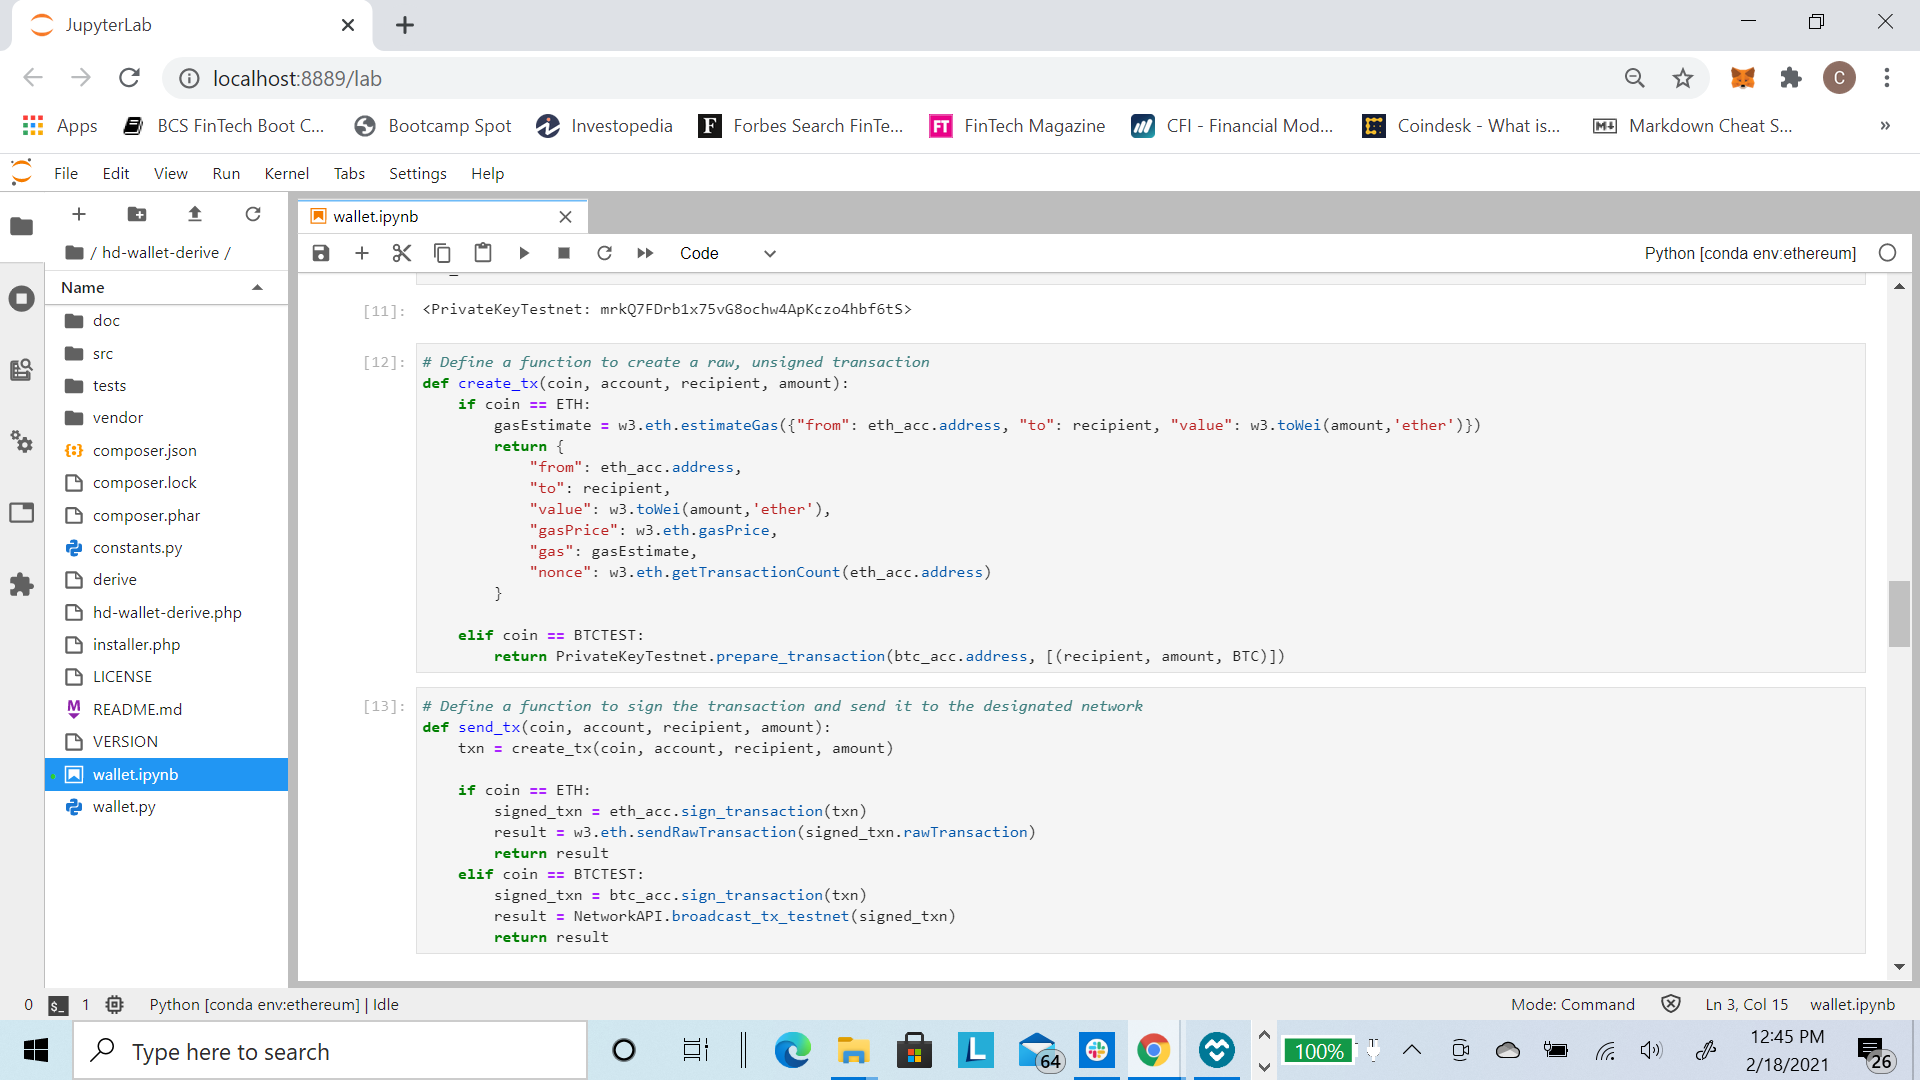 JupyterLab
localhost:8889/lab
C
Apps
BCS FinTech Boot C...
Bootcamp Spot
Investopedia
F
Forbes Search FinTe...
FT
FinTech Magazine
CFI - Financial Mod...
Coindesk - What is...
Markdown Cheat S...
»
File
Edit
View
Run
Kernel
Tabs
Settings
Help
wallet.ipynb
/ hd-wallet-derive /
Code
Python [conda env:ethereum]
Name
doc
src
tests
vendor
composer.json
composer.lock
composer.phar
constants.py
derive
hd-wallet-derive.php
installer.php
LICENSE
README.md
VERSION
wallet.ipynb
wallet.py
[11]: <PrivateKeyTestnet: mrkQ7FDrb1x75vG8ochw4ApKczo4hbf6tS>
[12]: # Define a function to create a raw, unsigned transaction
def create_tx(coin, account, recipient, amount):
    if coin == ETH:
        gasEstimate = w3.eth.estimateGas({"from": eth_acc.address, "to": recipient, "value": w3.toWei(amount,'ether')})
        return {
            "from": eth_acc.address,
            "to": recipient,
            "value": w3.toWei(amount,'ether'),
            "gasPrice": w3.eth.gasPrice,
            "gas": gasEstimate,
            "nonce": w3.eth.getTransactionCount(eth_acc.address)
        }
    elif coin == BTCTEST:
        return PrivateKeyTestnet.prepare_transaction(btc_acc.address, [(recipient, amount, BTC)])
[13]: # Define a function to sign the transaction and send it to the designated network
def send_tx(coin, account, recipient, amount):
    txn = create_tx(coin, account, recipient, amount)
    if coin == ETH:
        signed_txn = eth_acc.sign_transaction(txn)
        result = w3.eth.sendRawTransaction(signed_txn.rawTransaction)
        return result
    elif coin == BTCTEST:
        signed_txn = btc_acc.sign_transaction(txn)
        result = NetworkAPI.broadcast_tx_testnet(signed_txn)
        return result
0
$_
1
Python [conda env:ethereum] | Idle
Mode: Command
Ln 3, Col 15
wallet.ipynb
Type here to search
L
64
100%
12:45 PM
2/18/2021
26